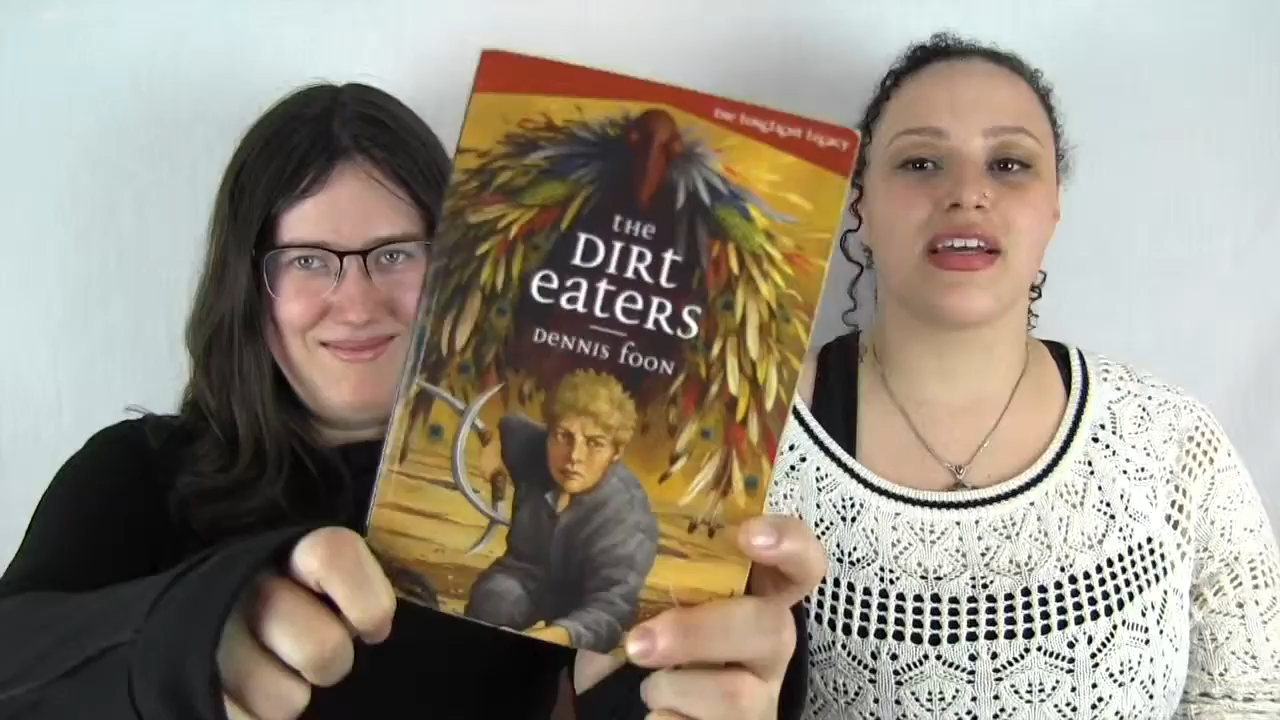 the longlight legacy
the
DIRt
eateRS
DeNNIS fOON